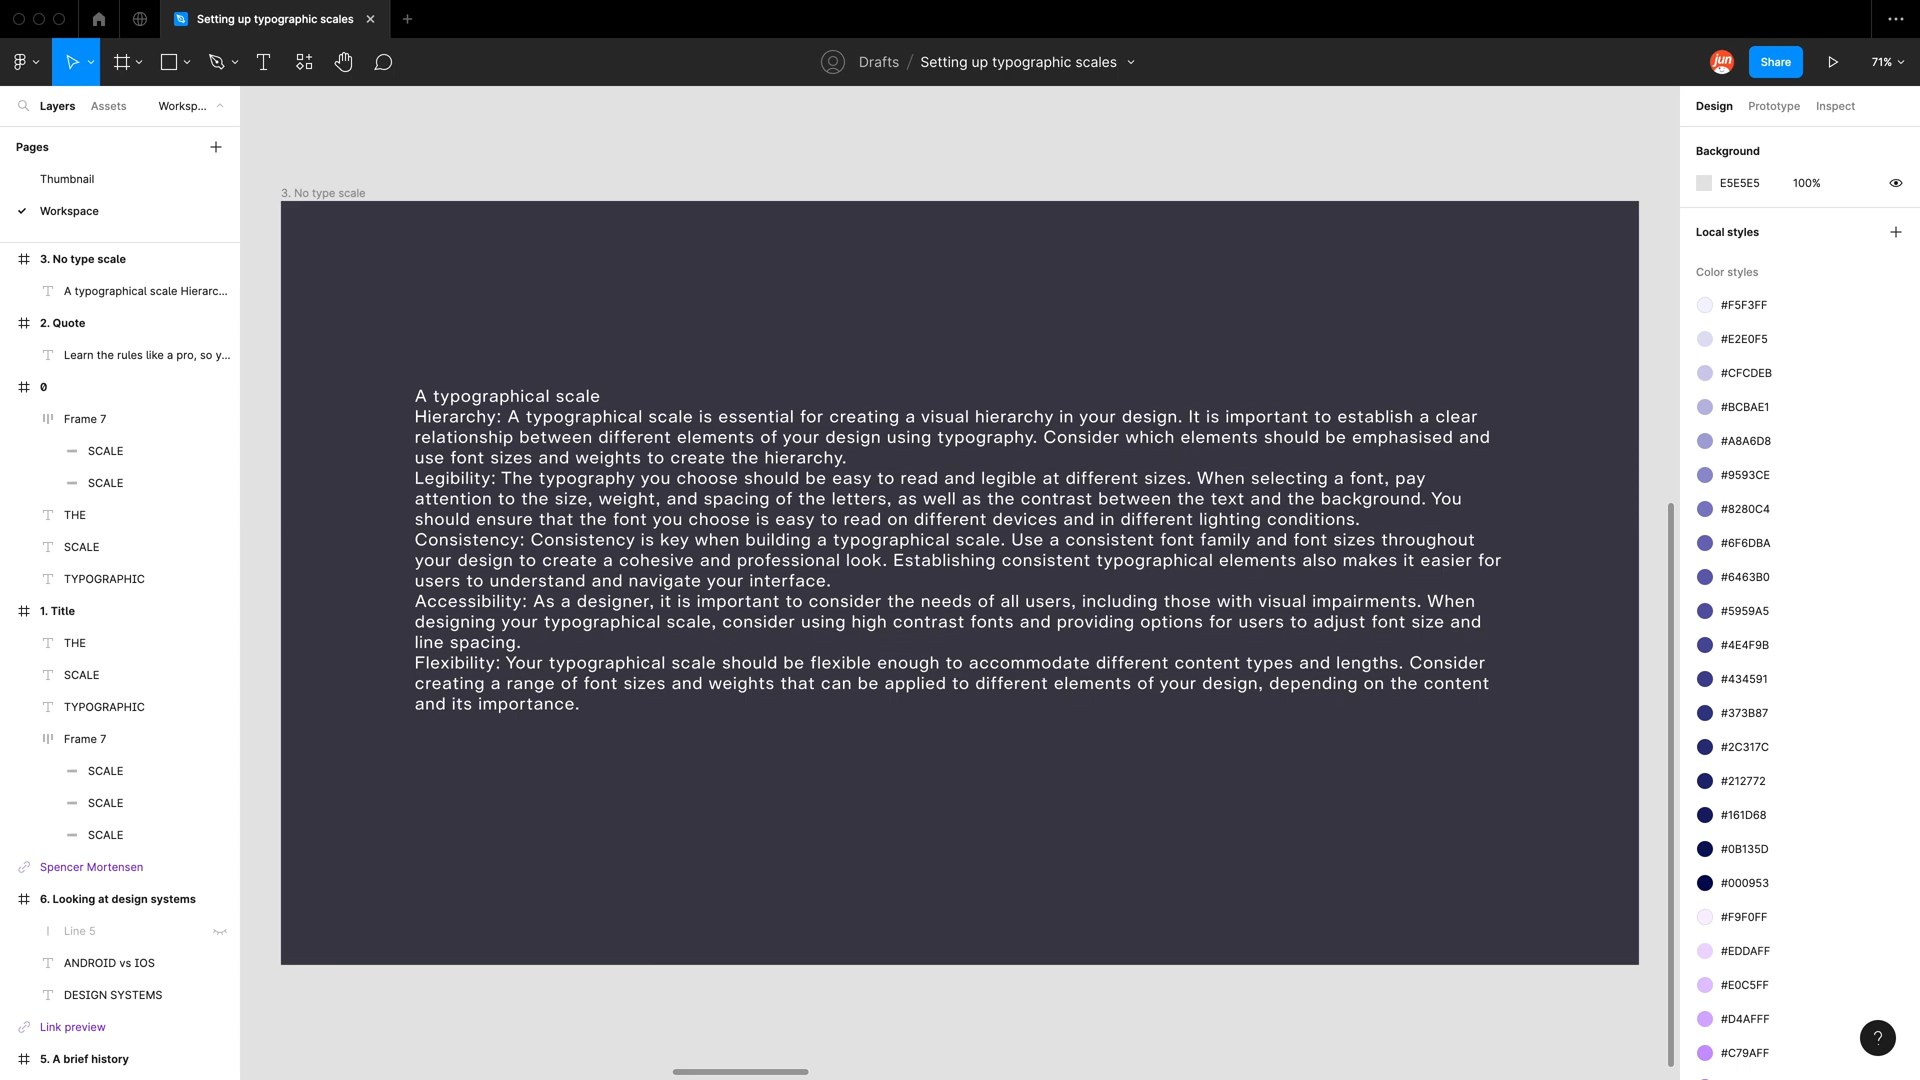 Setting up typographic scales
Drafts / Setting up typographic scales
jun
Share
71%
Layers
Assets
Worksp...
Pages
Thumbnail
Workspace
3. No type scale
A typographical scale Hierarc...
2. Quote
Learn the rules like a pro, so y...
0
Frame 7
SCALE
SCALE
THE
SCALE
TYPOGRAPHIC
1. Title
THE
SCALE
TYPOGRAPHIC
Frame 7
SCALE
SCALE
SCALE
Spencer Mortensen
6. Looking at design systems
Line 5
ANDROID vs IOS
DESIGN SYSTEMS
Link preview
5. A brief history
3. No type scale
A typographical scale
Hierarchy: A typographical scale is essential for creating a visual hierarchy in your design. It is important to establish a clear
relationship between different elements of your design using typography. Consider which elements should be emphasised and
use font sizes and weights to create the hierarchy.
Legibility: The typography you choose should be easy to read and legible at different sizes. When selecting a font, pay
attention to the size, weight, and spacing of the letters, as well as the contrast between the text and the background. You
should ensure that the font you choose is easy to read on different devices and in different lighting conditions.
Consistency: Consistency is key when building a typographical scale. Use a consistent font family and font sizes throughout
your design to create a cohesive and professional look. Establishing consistent typographical elements also makes it easier for
users to understand and navigate your interface.
Accessibility: As a designer, it is important to consider the needs of all users, including those with visual impairments. When
designing your typographical scale, consider using high contrast fonts and providing options for users to adjust font size and
line spacing.
Flexibility: Your typographical scale should be flexible enough to accommodate different content types and lengths. Consider
creating a range of font sizes and weights that can be applied to different elements of your design, depending on the content
and its importance.
Design
Prototype
Inspect
Background
E5E5E5
100%
Local styles
Color styles
#F5F3FF
#E2E0F5
#CFCDEB
#BCBAE1
#A8A6D8
#9593CE
#8280C4
#6F6DBA
#6463B0
#5959A5
#4E4F9B
#434591
#373B87
#2C317C
#212772
#161D68
#0B135D
#000953
#F9F0FF
#EDDAFF
#E0C5FF
#D4AFFF
#C79AFF
?